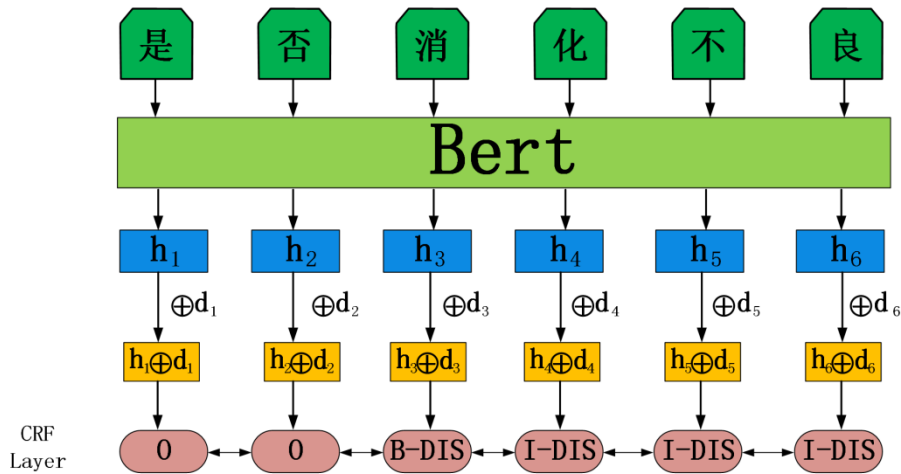 是 否 消 化 不 良
Bert
h₁ h₂ h₃ h₄ h₅ h₆
⊕d₁ ⊕d₂ ⊕d₃ ⊕d₄ ⊕d₅ ⊕d₆
h₁⊕d₁ h₂⊕d₂ h₃⊕d₃ h₄⊕d₄ h₅⊕d₅ h₆⊕d₆
CRF
Layer
O O B-DIS I-DIS I-DIS I-DIS